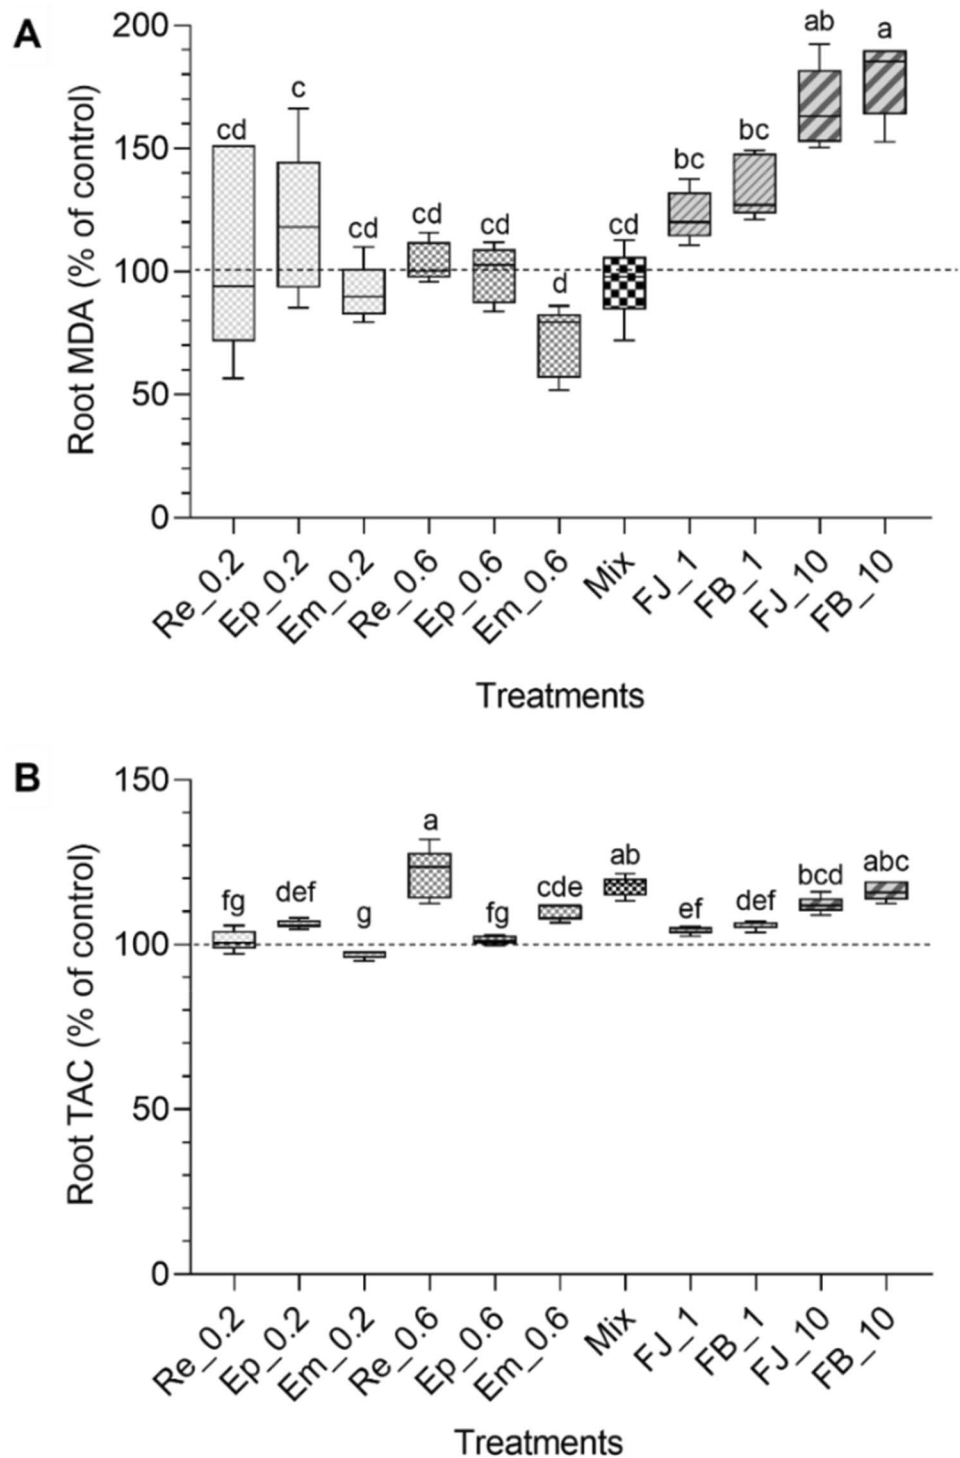 A
Root MDA (% of control)
200
150
100
50
0
cd
c
cd
cd
cd
d
cd
bc
bc
ab
a
Re_0.2
Ep_0.2
Em_0.2
Re_0.6
Ep_0.6
Em_0.6
Mix
FJ_1
FB_1
FJ_10
FB_10
Treatments
B
Root TAC (% of control)
150
100
50
0
fg
def
g
a
fg
cde
ab
ef
def
bcd
abc
Re_0.2
Ep_0.2
Em_0.2
Re_0.6
Ep_0.6
Em_0.6
Mix
FJ_1
FB_1
FJ_10
FB_10
Treatments